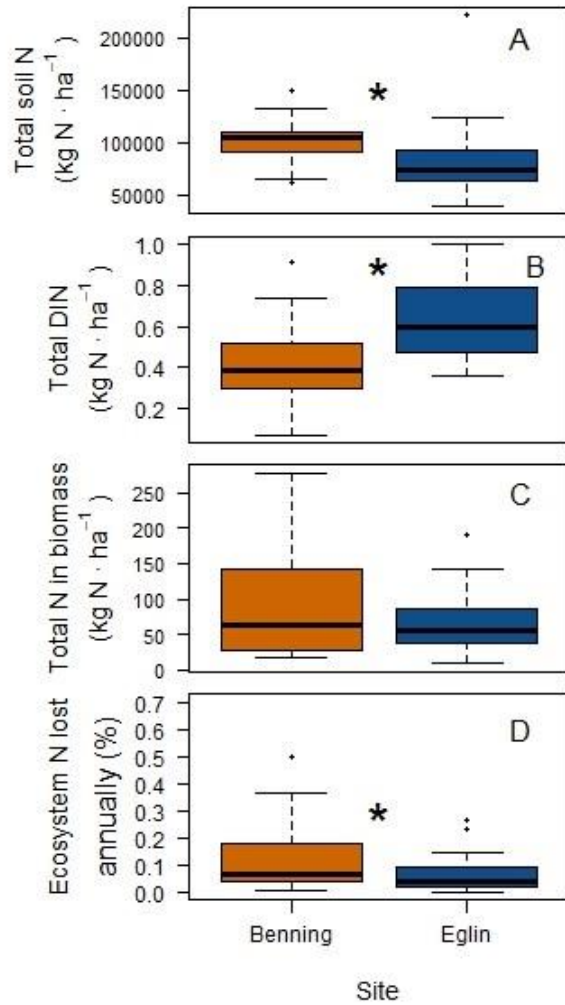 Total soil N
(kg N · ha⁻¹)
200000
150000
100000
50000
A
*
Total DIN
(kg N · ha⁻¹)
1.0
0.8
0.6
0.4
0.2
B
*
Total N in biomass
(kg N · ha⁻¹)
250
200
150
100
50
0
C
Ecosystem N lost
annually (%)
0.7
0.6
0.5
0.4
0.3
0.2
0.1
0.0
D
*
Benning Eglin
Site